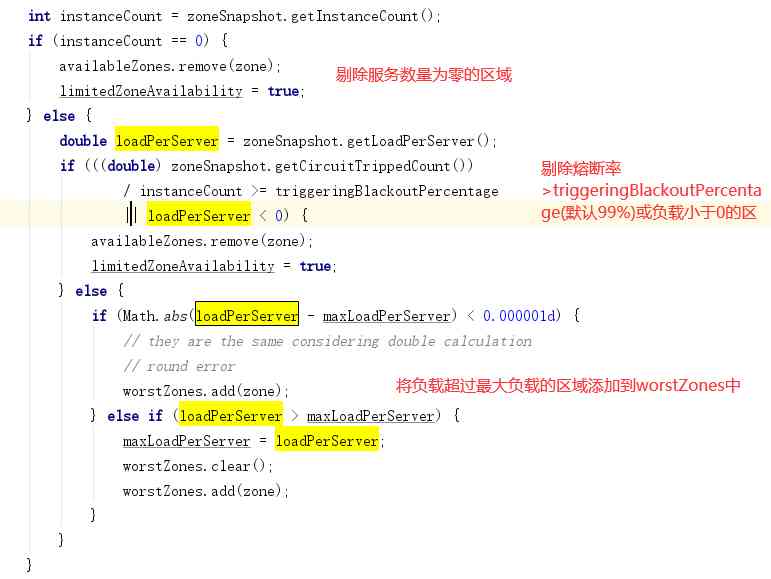 int instanceCount = zoneSnapshot.getInstanceCount();
if (instanceCount == 0) {
availableZones.remove(zone);
剔除服务数量为零的区域
limitedZoneAvailability = true;
} else {
double loadPerServer = zoneSnapshot.getLoadPerServer();
if (((double) zoneSnapshot.getCircuitTrippedCount())
/ instanceCount >= triggeringBlackoutPercentage
|| loadPerServer < 0) {
剔除熔断率
>triggeringBlackoutPercenta
ge(默认99%)或负载小于0的区
availableZones.remove(zone);
limitedZoneAvailability = true;
} else {
if (Math.abs(loadPerServer - maxLoadPerServer) < 0.000001d) {
// they are the same considering double calculation
// round error
worstZones.add(zone);
将负载超过最大负载的区域添加到worstZones中
} else if (loadPerServer > maxLoadPerServer) {
maxLoadPerServer = loadPerServer;
worstZones.clear();
worstZones.add(zone);
}
}
}